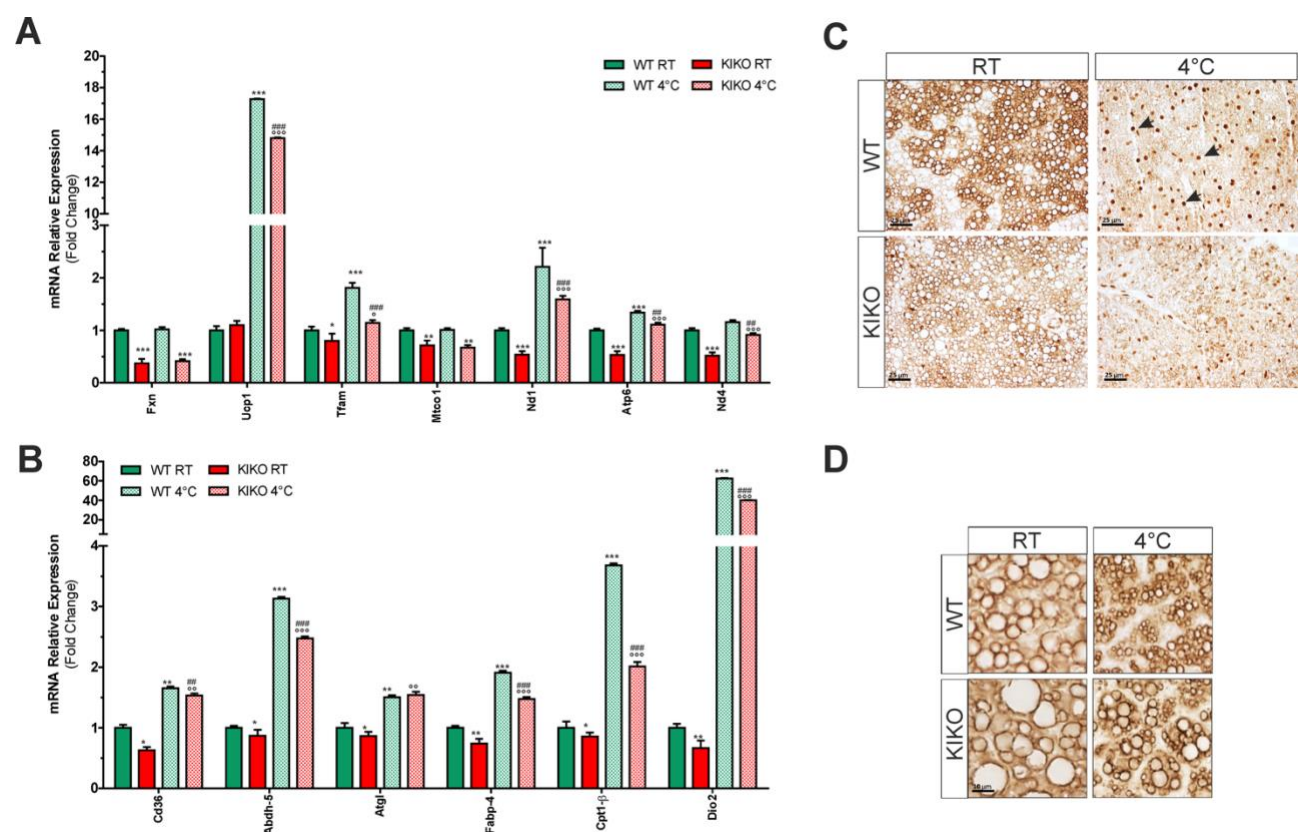 A
mRNA Relative Expression
(Fold Change)
20
18
16
14
12
10
3
2
1
0
WT RT
KIKO RT
WT 4°C
KIKO 4°C
***
***
***
###
°°°
*
***
###
°
**
**
***
***
###
°°°
***
***
##
°°°
***
##
°°°
Fxn
Ucp1
Tfam
Mtco1
Nd1
Atp6
Nd4
B
mRNA Relative Expression
(Fold Change)
80
60
40
20
4
3
2
1
0
WT RT
KIKO RT
WT 4°C
KIKO 4°C
*
**
##
°°
*
***
###
°°°
*
**
°°
**
***
###
°°°
*
***
###
°°°
**
***
###
°°°
Cd36
Abdh-5
Atgl
Fabp-4
Cpt1-β
Dio2
C
RT
4°C
WT
KIKO
25 µm
25 µm
25 µm
D
RT
4°C
WT
KIKO